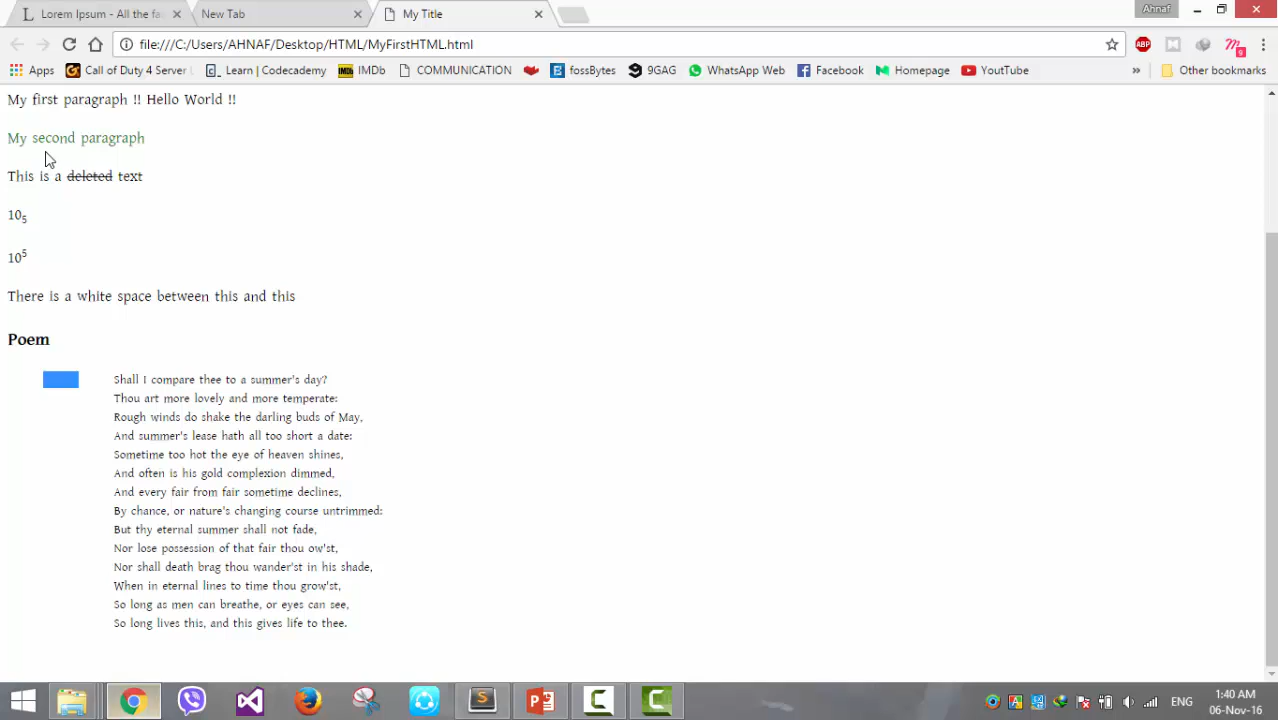 Lorem Ipsum - All the fa
New Tab
My Title
Ahnaf
file:///C:/Users/AHNAF/Desktop/HTML/MyFirstHTML.html
ABP
9
Apps
Call of Duty 4 Server
Learn | Codecademy
IMDb
COMMUNICATION
fossBytes
9GAG
WhatsApp Web
Facebook
Homepage
YouTube
»
Other bookmarks
My first paragraph !! Hello World !!
My second paragraph
This is a deleted text
10₅
10⁵
There is a white space between this and this
Poem
Shall I compare thee to a summer's day?
Thou art more lovely and more temperate:
Rough winds do shake the darling buds of May,
And summer's lease hath all too short a date:
Sometime too hot the eye of heaven shines,
And often is his gold complexion dimmed,
And every fair from fair sometime declines,
By chance, or nature's changing course untrimmed:
But thy eternal summer shall not fade,
Nor lose possession of that fair thou ow'st,
Nor shall death brag thou wander'st in his shade,
When in eternal lines to time thou grow'st,
So long as men can breathe, or eyes can see,
So long lives this, and this gives life to thee.
ENG
1:40 AM
06-Nov-16